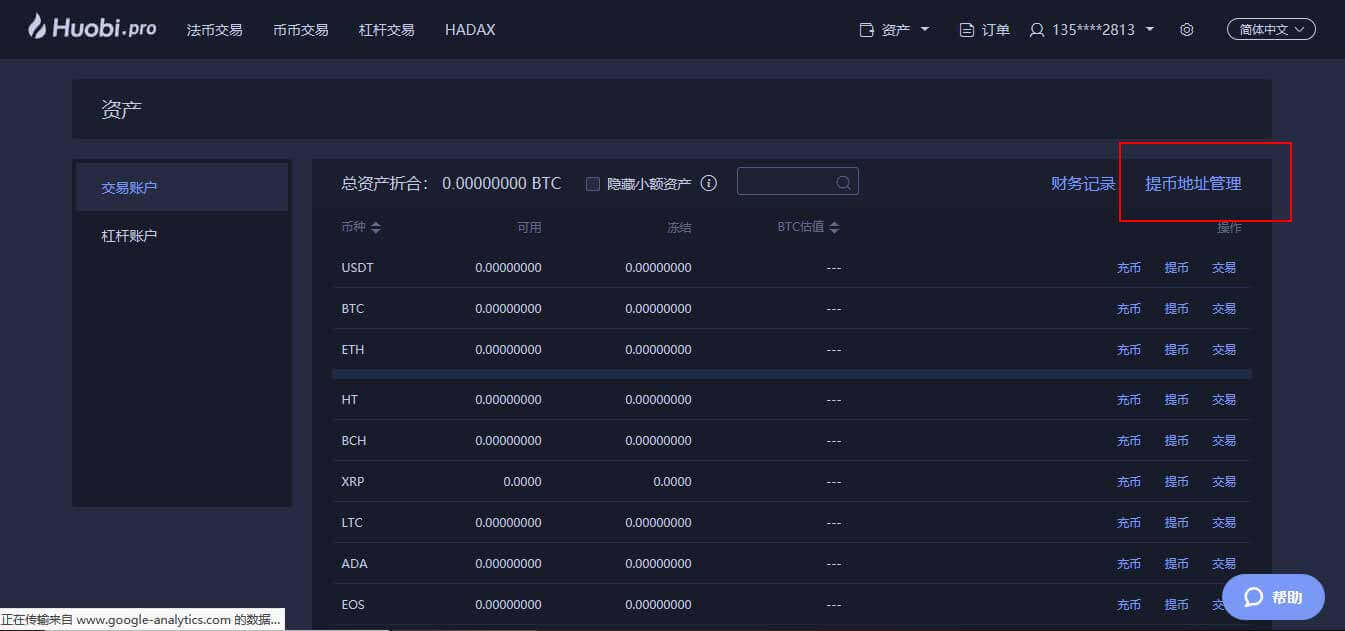 Huobi.pro 法币交易 币币交易 杠杆交易 HADAX 资产 订单 135****2813 简体中文
资产
交易账户
杠杆账户
总资产折合： 0.00000000 BTC 隐藏小额资产 财务记录 提币地址管理
币种 可用 冻结 BTC估值 操作
USDT 0.00000000 0.00000000 --- 充币 提币 交易
BTC 0.00000000 0.00000000 --- 充币 提币 交易
ETH 0.00000000 0.00000000 --- 充币 提币 交易
HT 0.00000000 0.00000000 --- 充币 提币 交易
BCH 0.00000000 0.00000000 --- 充币 提币 交易
XRP 0.0000 0.0000 --- 充币 提币 交易
LTC 0.00000000 0.00000000 --- 充币 提币 交易
ADA 0.00000000 0.00000000 --- 充币 提币 交易
EOS 0.00000000 0.00000000 --- 充币 提币 交
帮助
正在传输来自 www.google-analytics.com 的数据...